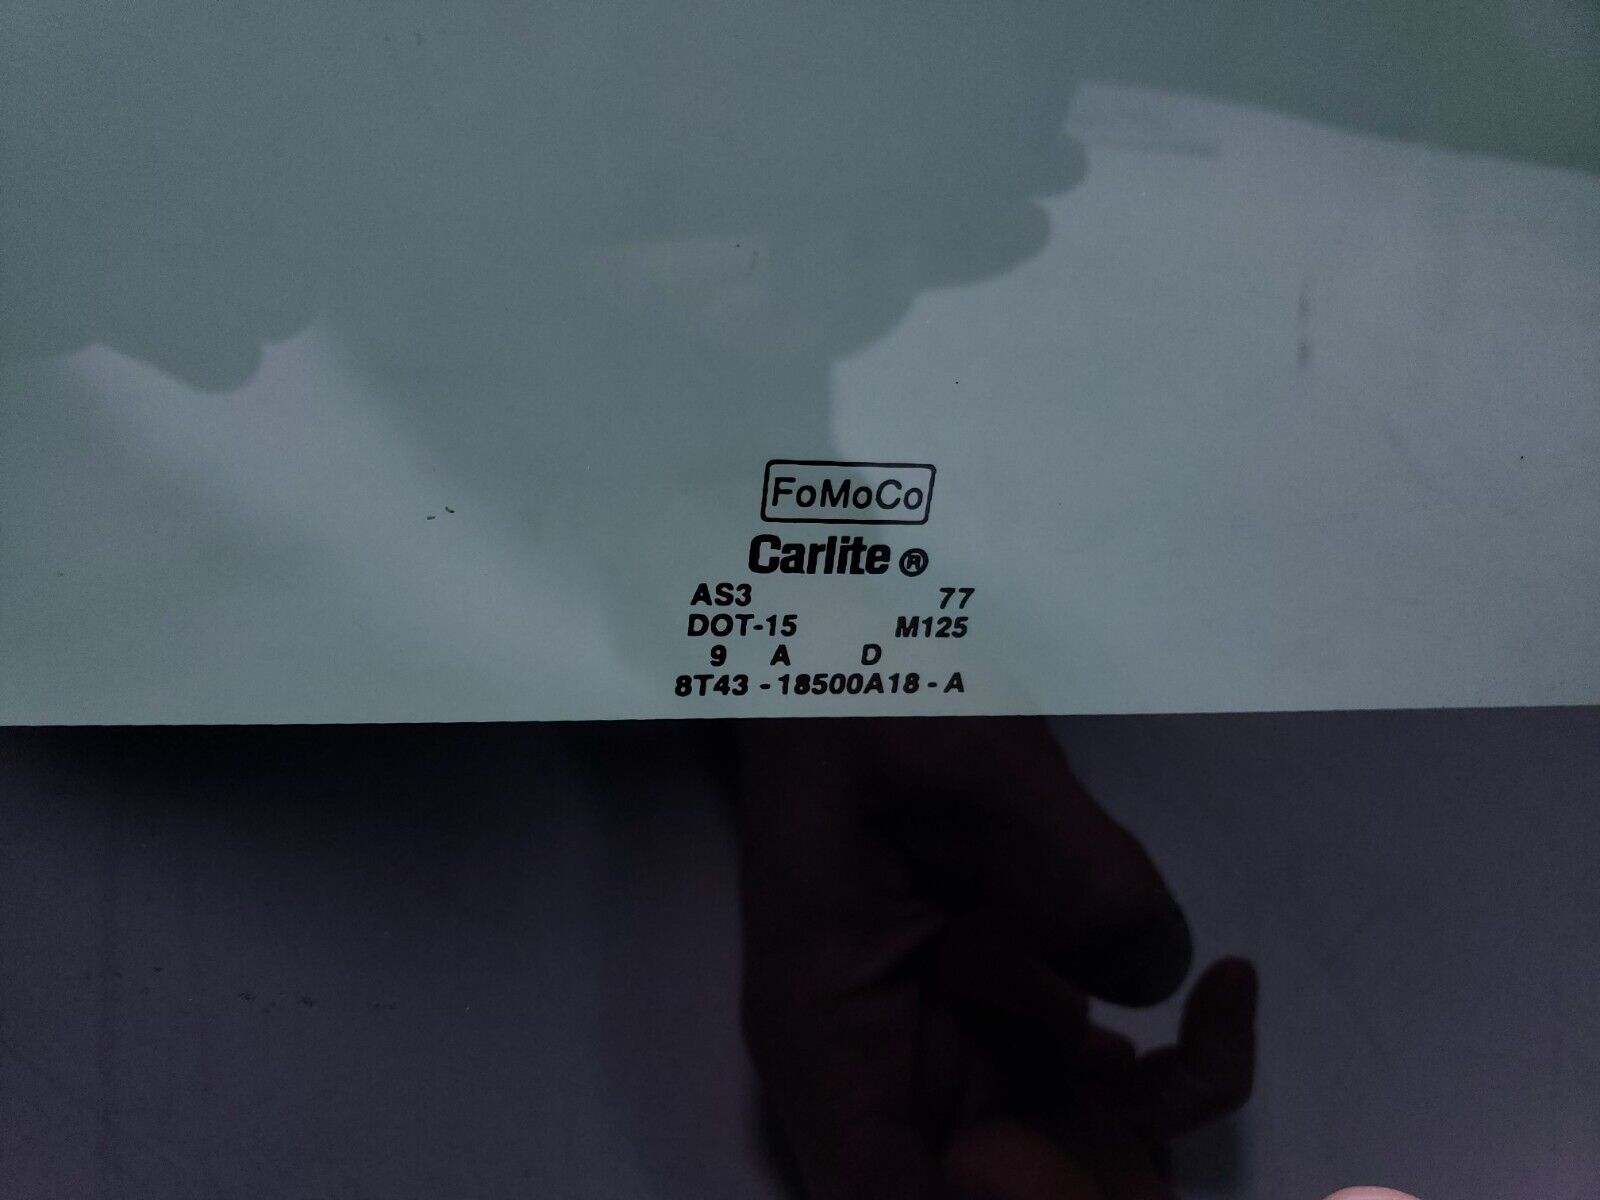 FoMoCo
Carlite ®
AS3 77
DOT-15 M125
9 A D
8T43 - 18500A18 - A